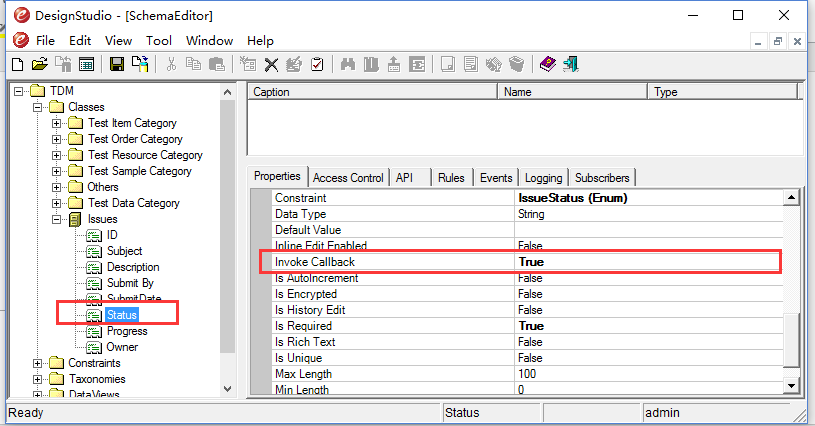 DesignStudio - [SchemaEditor]
File Edit View Tool Window Help
TDM
Classes
Test Item Category
Test Order Category
Test Resource Category
Test Sample Category
Others
Test Data Category
Issues
ID
Subject
Description
Submit By
SubmitDate
Status
Progress
Owner
Constraints
Taxonomies
DataViews
Caption Name Type
Properties Access Control API Rules Events Logging Subscribers
Constraint IssueStatus (Enum)
Data Type String
Default Value
Inline Edit Enabled False
Invoke Callback True
Is AutoIncrement False
Is Encrypted False
Is History Edit False
Is Required True
Is Rich Text False
Is Unique False
Max Length 100
Min Length 0
Ready Status admin